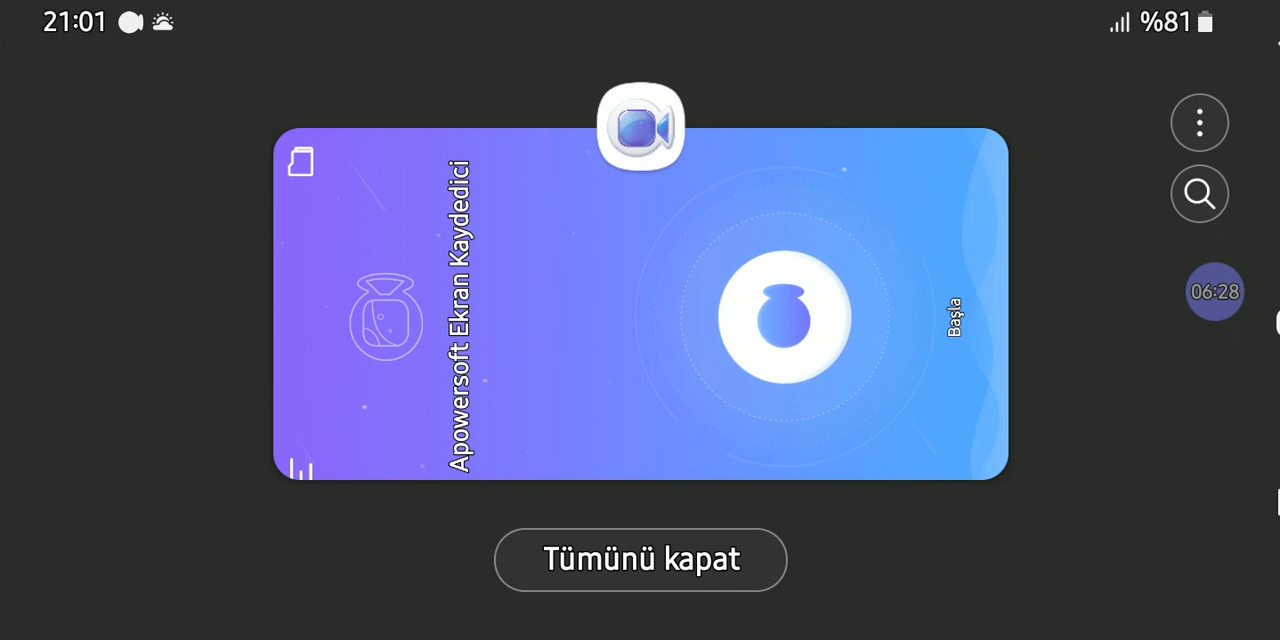 21:01
%81
Apowersoft Ekran Kaydedici
Başla
06:28
Tümünü kapat